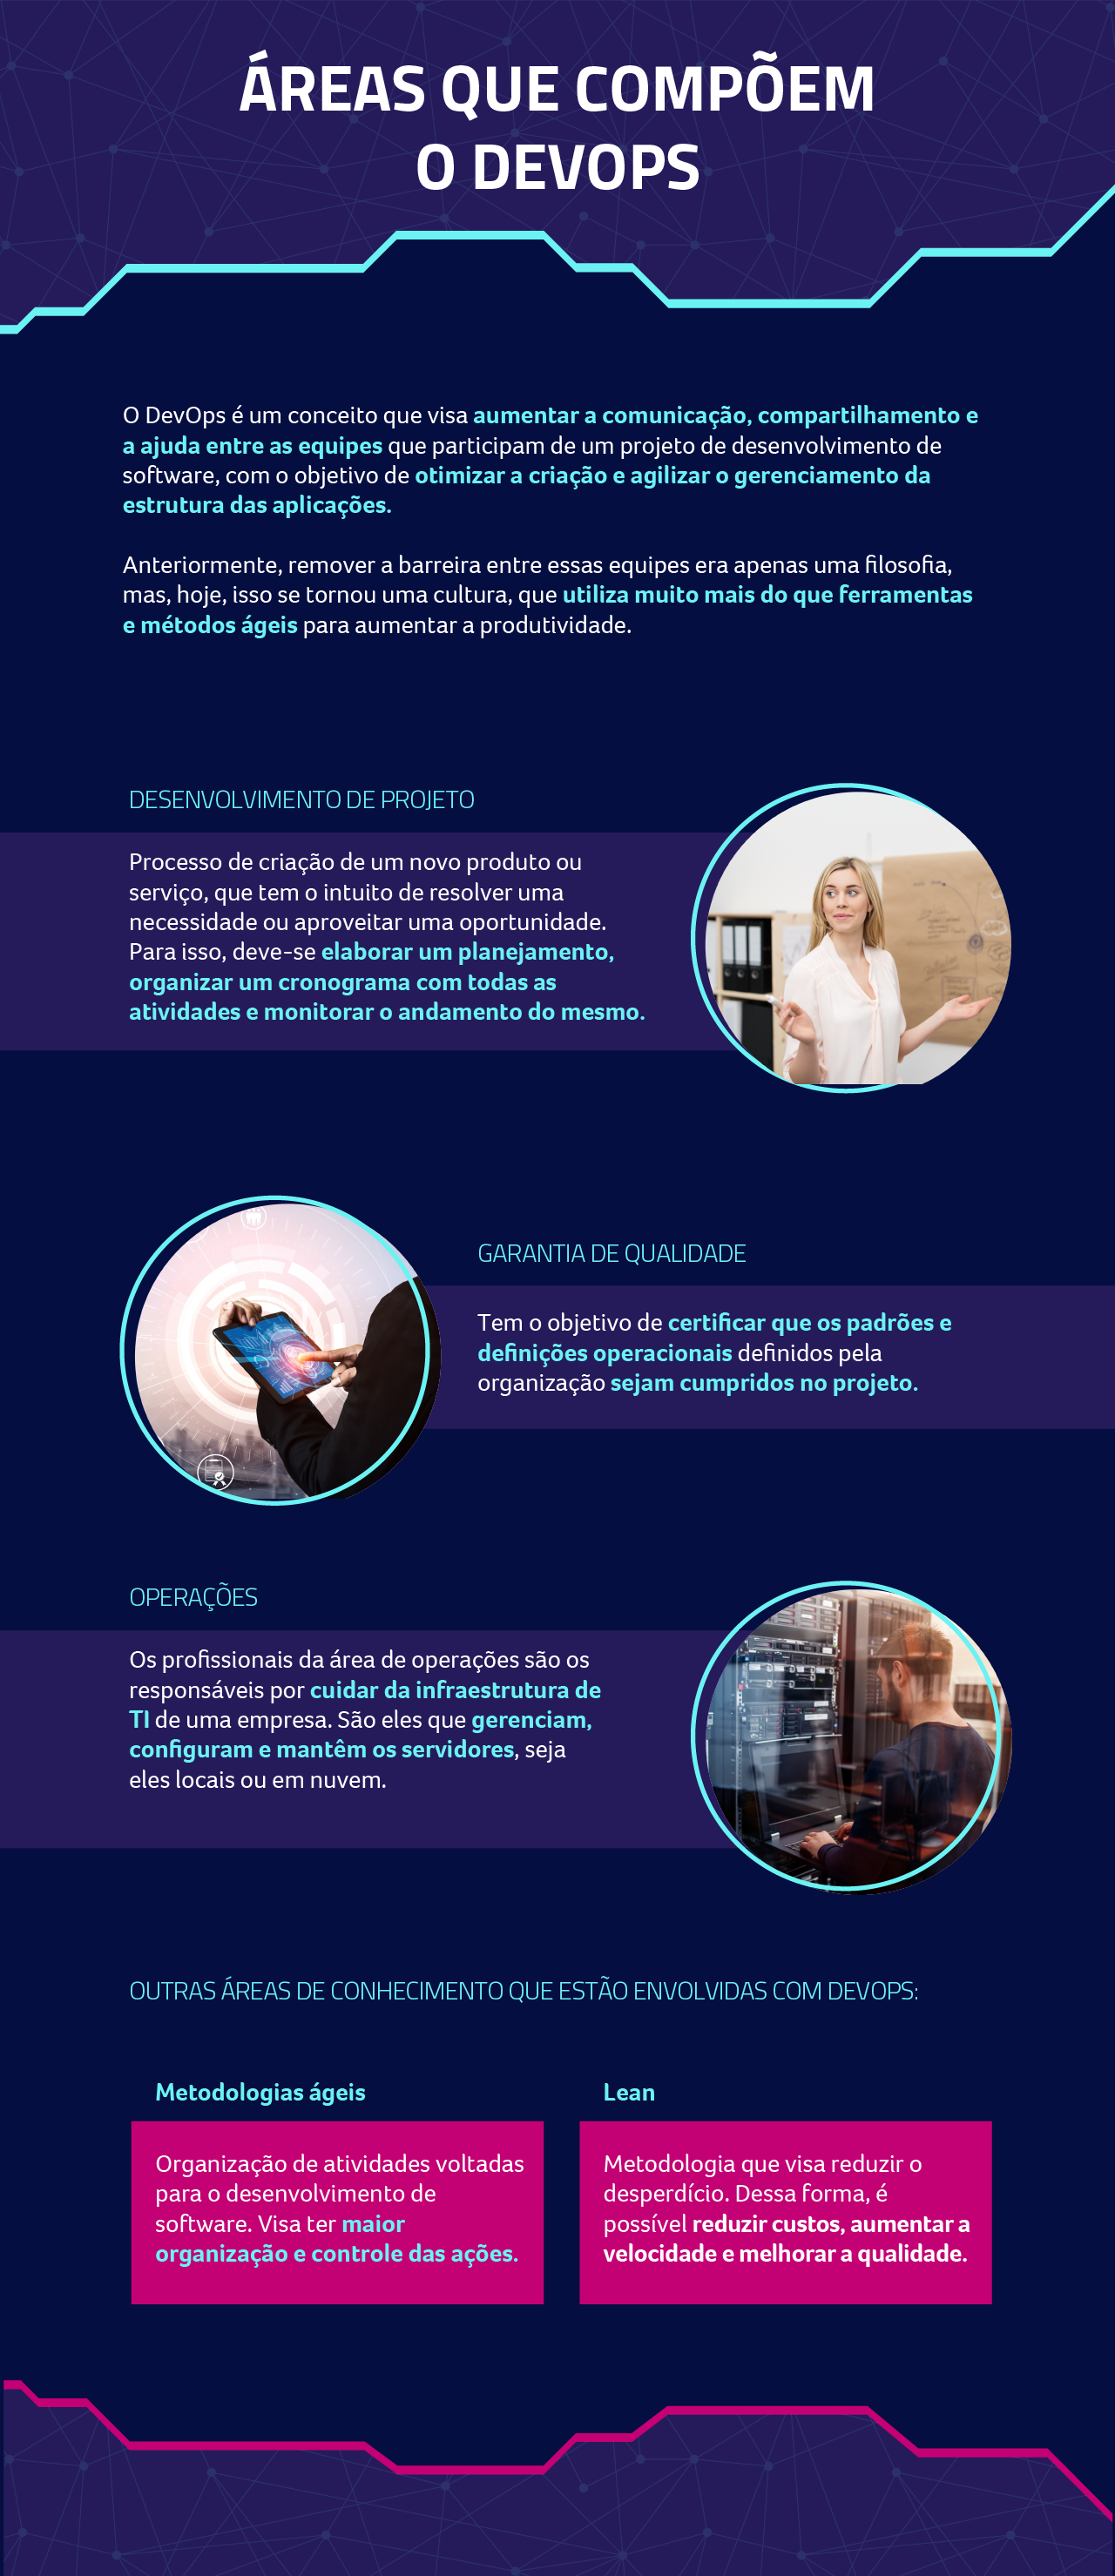 ÁREAS QUE COMPÕEM
O DEVOPS
O DevOps é um conceito que visa aumentar a comunicação, compartilhamento e
a ajuda entre as equipes que participam de um projeto de desenvolvimento de
software, com o objetivo de otimizar a criação e agilizar o gerenciamento da
estrutura das aplicações.
Anteriormente, remover a barreira entre essas equipes era apenas uma filosofia,
mas, hoje, isso se tornou uma cultura, que utiliza muito mais do que ferramentas
e métodos ágeis para aumentar a produtividade.
DESENVOLVIMENTO DE PROJETO
Processo de criação de um novo produto ou
serviço, que tem o intuito de resolver uma
necessidade ou aproveitar uma oportunidade.
Para isso, deve-se elaborar um planejamento,
organizar um cronograma com todas as
atividades e monitorar o andamento do mesmo.
GARANTIA DE QUALIDADE
Tem o objetivo de certificar que os padrões e
definições operacionais definidos pela
organização sejam cumpridos no projeto.
OPERAÇÕES
Os profissionais da área de operações são os
responsáveis por cuidar da infraestrutura de
TI de uma empresa. São eles que gerenciam,
configuram e mantêm os servidores, seja
eles locais ou em nuvem.
OUTRAS ÁREAS DE CONHECIMENTO QUE ESTÃO ENVOLVIDAS COM DEVOPS:
Metodologias ágeis
Organização de atividades voltadas
para o desenvolvimento de
software. Visa ter maior
organização e controle das ações.
Lean
Metodologia que visa reduzir o
desperdício. Dessa forma, é
possível reduzir custos, aumentar a
velocidade e melhorar a qualidade.